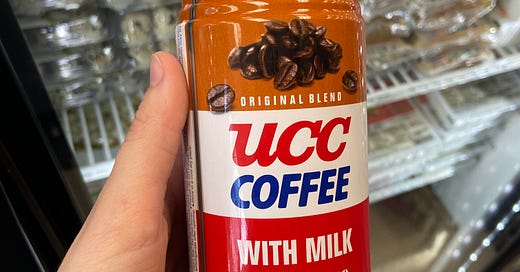 ORIGINAL BLEND
UCC
COFFEE
WITH MILK